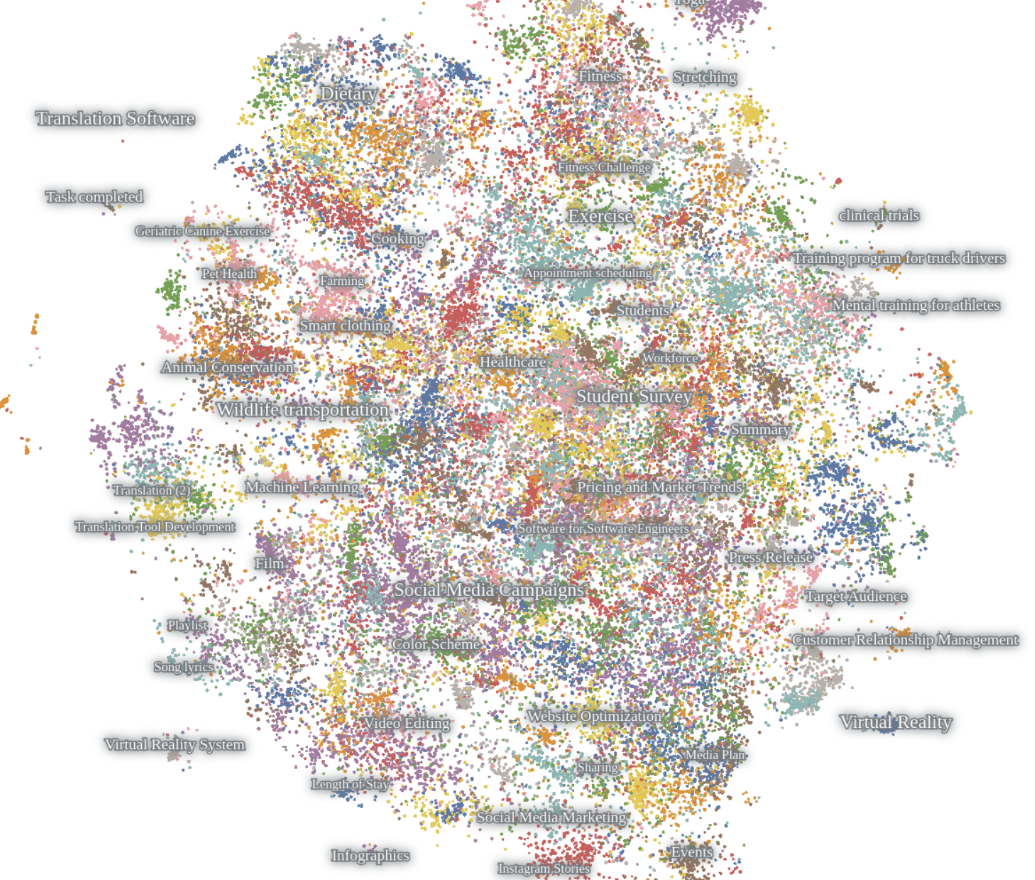 Yoga
Fitness
Stretching
Dietary
Translation Software
Fitness Challenge
Task completed
Exercise
clinical trials
Geriatric Canine Exercise
Cooking
Training program for truck drivers
Pet Health
Appointment scheduling
Farming
Mental training for athletes
Students
Smart clothing
Workforce
Healthcare
Animal Conservation
Student Survey
Wildlife transportation
Summary
Machine Learning
Pricing and Market Trends
Translation (2)
Translation Tool Development
Software for Software Engineers
Press Release
Film
Social Media Campaigns
Target Audience
Playlist
Color Scheme
Customer Relationship Management
Song lyrics
Website Optimization
Video Editing
Virtual Reality
Virtual Reality System
Media Plan
Sharing
Length of Stay
Social Media Marketing
Infographics
Events
Instagram Stories